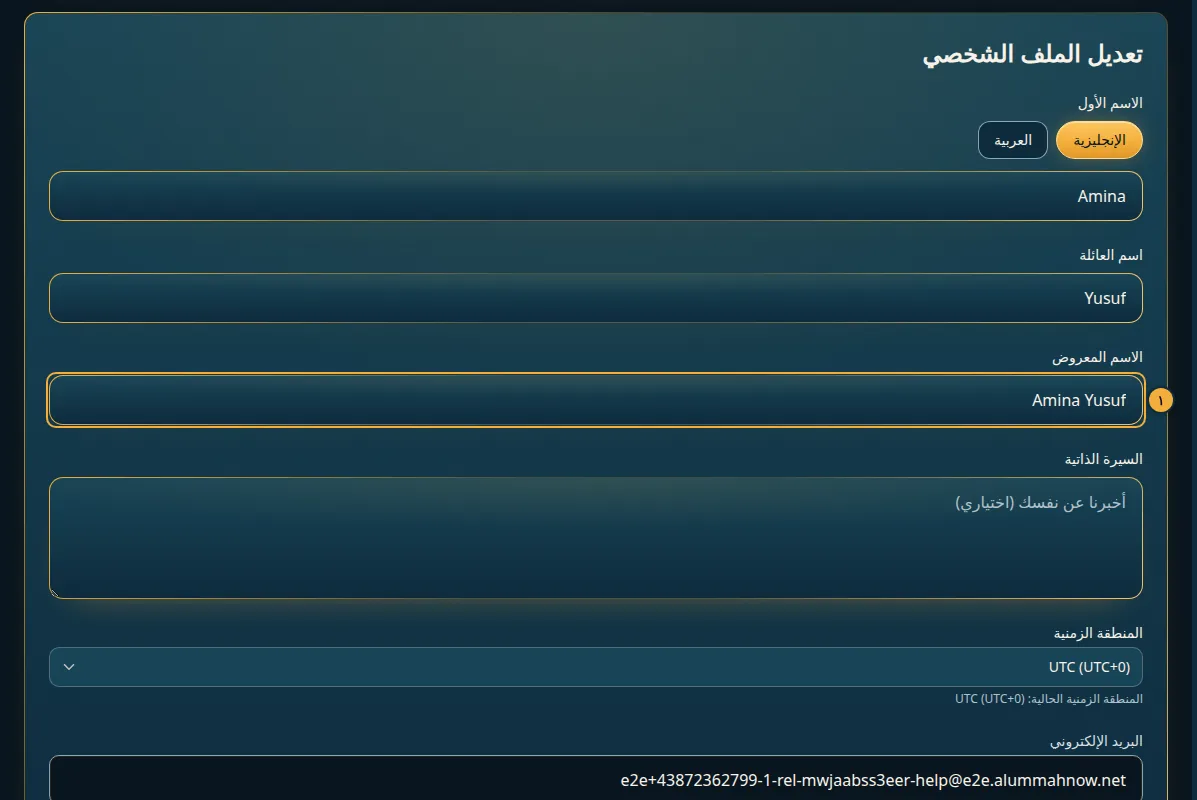 تعديل الملف الشخصي
الاسم الأول
الإنجليزية العربية
Amina
اسم العائلة
Yusuf
الاسم المعروض
Amina Yusuf
١
السيرة الذاتية
أخبرنا عن نفسك (اختياري)
المنطقة الزمنية
UTC (UTC+0)
المنطقة الزمنية الحالية: UTC (UTC+0)
البريد الإلكتروني
e2e+43872362799-1-rel-mwjaabss3eer-help@e2e.alummahnow.net